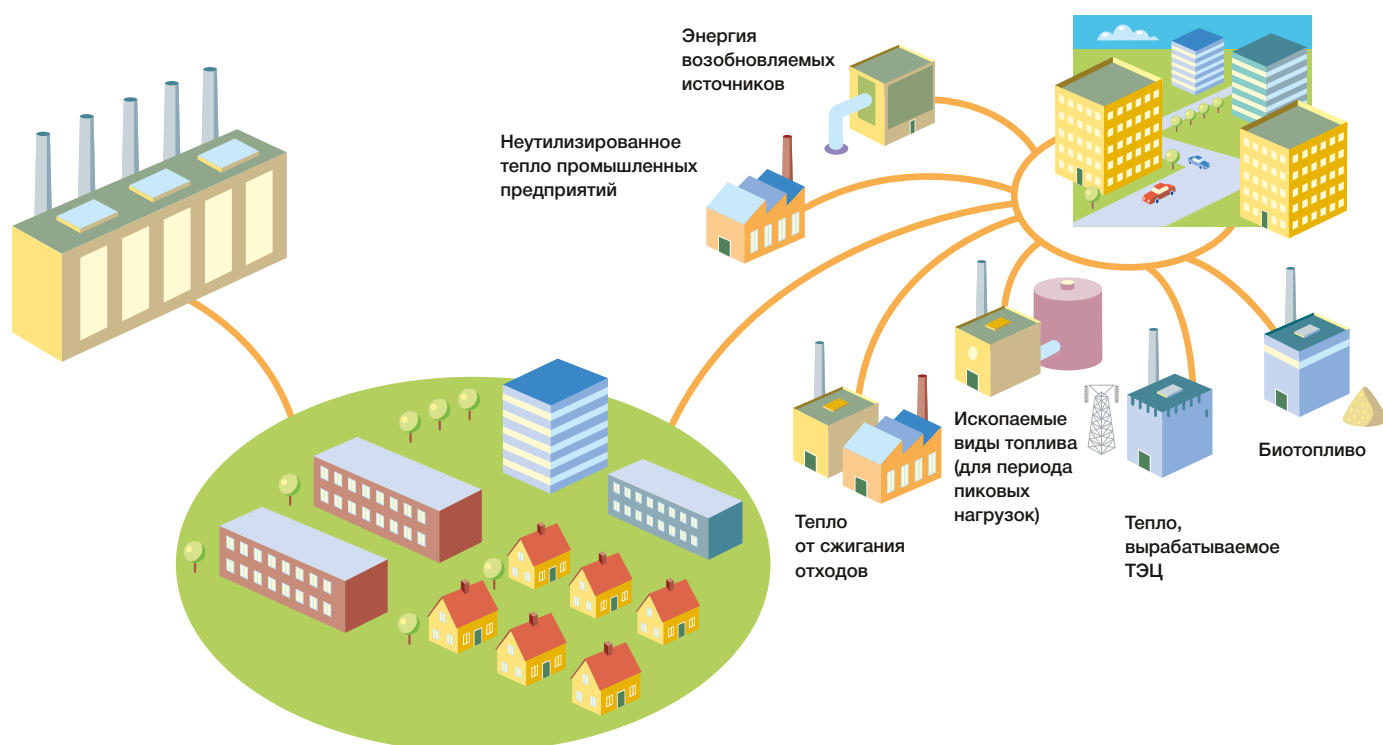 Энергия
возобновляемых
источников
Неутилизированное
тепло промышленных
предприятий
Ископаемые
виды топлива
(для периода
пиковых
нагрузок)
Биотопливо
Тепло
от сжигания
отходов
Тепло,
вырабатываемое
ТЭЦ